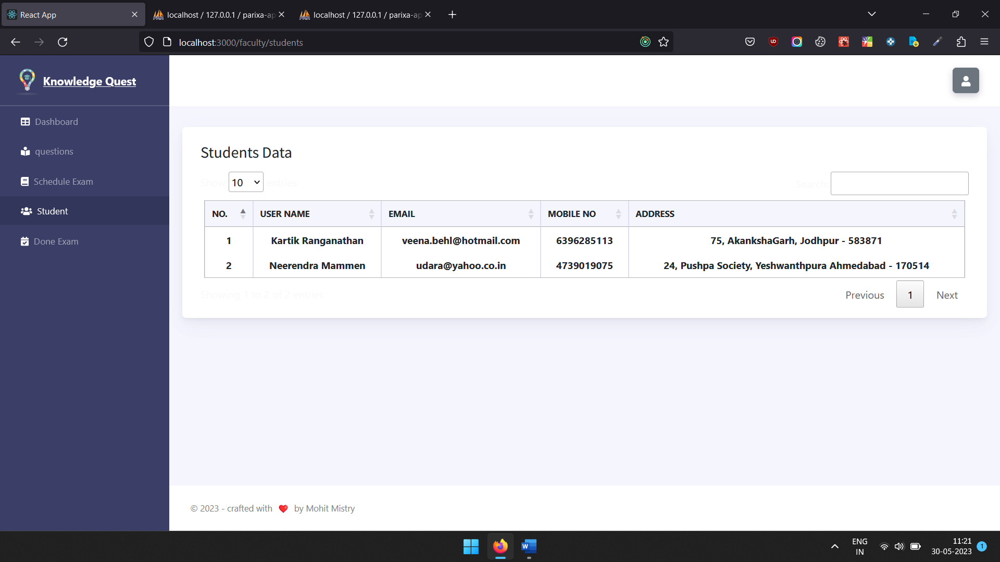 React App
localhost / 127.0.0.1 / parixa-ap
localhost / 127.0.0.1 / parixa-ap
localhost:3000/faculty/students
Knowledge Quest
Dashboard
questions
Schedule Exam
Student
Done Exam
Students Data
Show 10 entries
Search:
NO. USER NAME EMAIL MOBILE NO ADDRESS
1 Kartik Ranganathan veena.behl@hotmail.com 6396285113 75, AkankshaGarh, Jodhpur - 583871
2 Neerendra Mammen udara@yahoo.co.in 4739019075 24, Pushpa Society, Yeshwanthpura Ahmedabad - 170514
Showing 1 to 2 of 2 entries
Previous 1 Next
© 2023 - crafted with ❤️ by Mohit Mistry
ENG
IN
11:21
30-05-2023
1